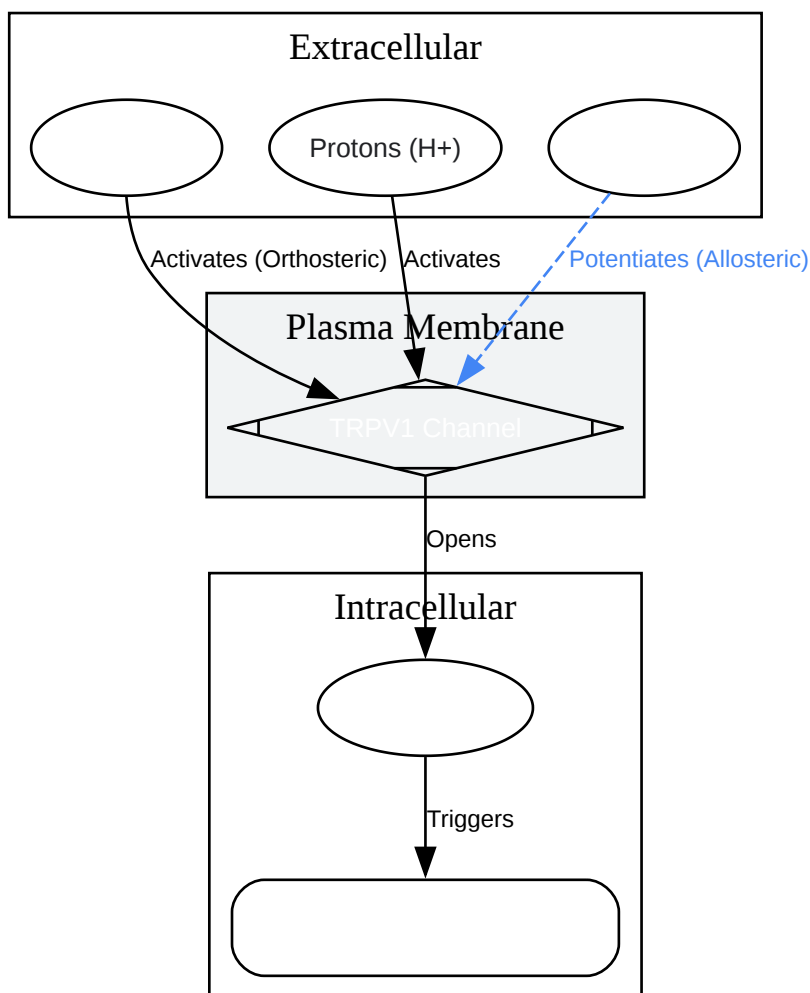 Extracellular
Protons (H+)
Activates (Orthosteric)
Activates
Potentiates (Allosteric)
Plasma Membrane
TRPV1 Channel
Opens
Intracellular
Triggers